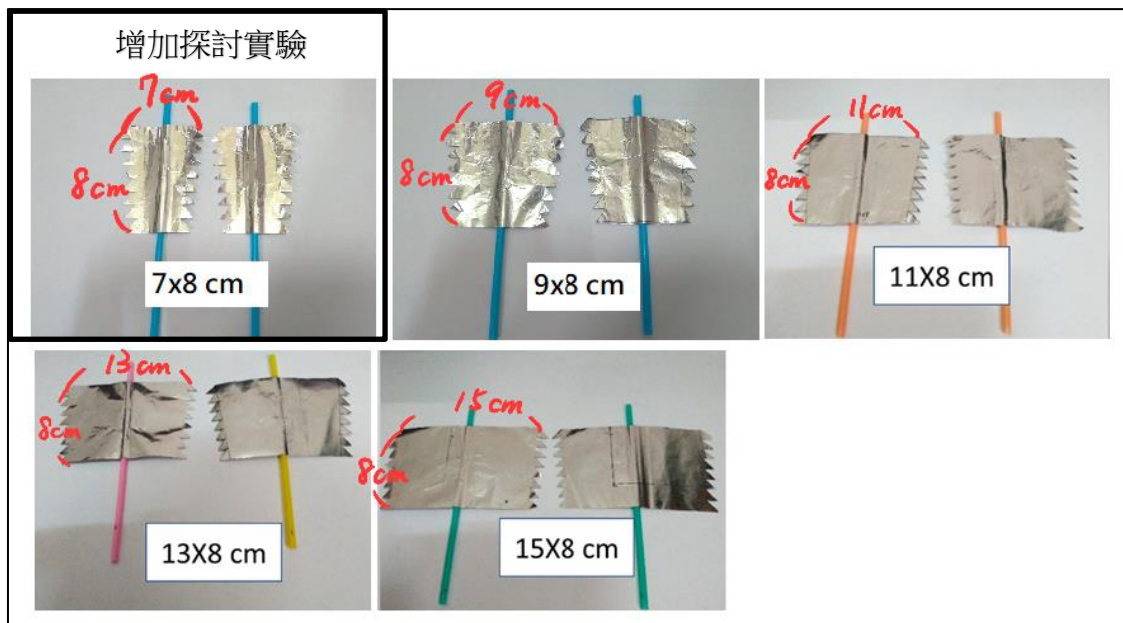 增加探討實驗
7cm
8cm
7x8 cm
9cm
8cm
9x8 cm
11cm
8cm
11X8 cm
13cm
8cm
13X8 cm
15cm
8cm
15X8 cm